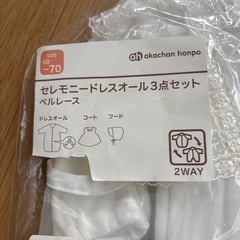 SIZE
60
~70
ah akachan honpo
セレモニードレスオール3点セット
ベルレース
ドレスオール コート フード
2WAY